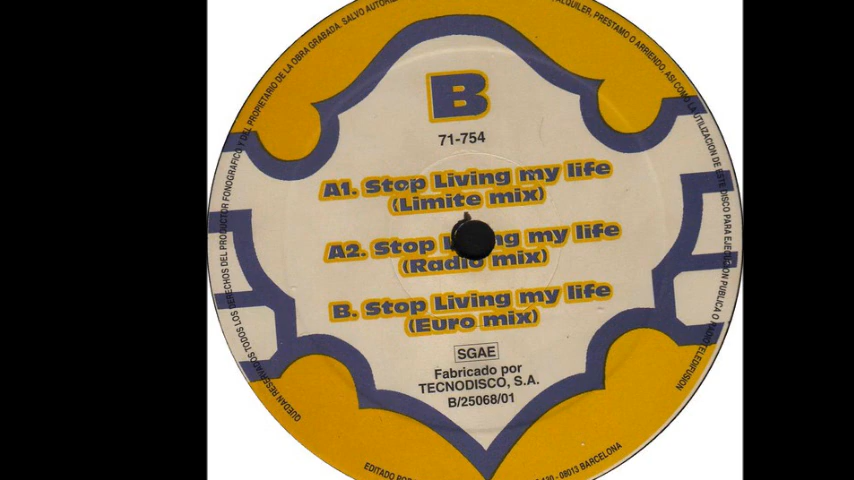 B
71-754
A1. Stop Living my life
(Limite mix)
A2. Stop ng my life
(Radio mix)
B. Stop Living my life
(Euro mix)
SGAE
Fabricado por
TECNODISCO, S.A.
B/25068/01
QUEDAN RESERVADOS TODOS LOS DERECHOS DEL PRODUCTOR FONOGRAFICO Y DEL PROPIETARIO DE LA OBRA GRABADA. SALVO
ALQUILER, PRESTAMO O ARRIENDO, ASI COMO LA UTILIZACION DE ESTE DISCO PARA EJECUCION PUBLICA O RADIOTELEDIFUSION
EDITADO
08013 BARCELONA